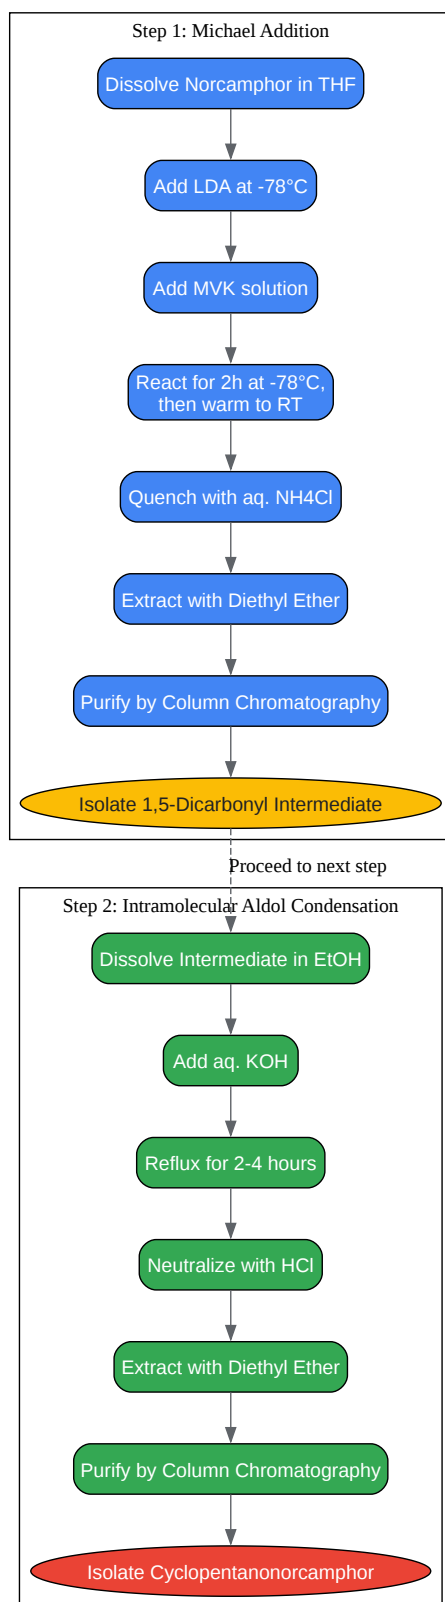 Step 1: Michael Addition
Dissolve Norcamphor in THF
Add LDA at -78°C
Add MVK solution
React for 2h at -78°C,
then warm to RT
Quench with aq. NH4Cl
Extract with Diethyl Ether
Purify by Column Chromatography
Isolate 1,5-Dicarbonyl Intermediate
Proceed to next step
Step 2: Intramolecular Aldol Condensation
Dissolve Intermediate in EtOH
Add aq. KOH
Reflux for 2-4 hours
Neutralize with HCl
Extract with Diethyl Ether
Purify by Column Chromatography
Isolate Cyclopentanonorcamphor